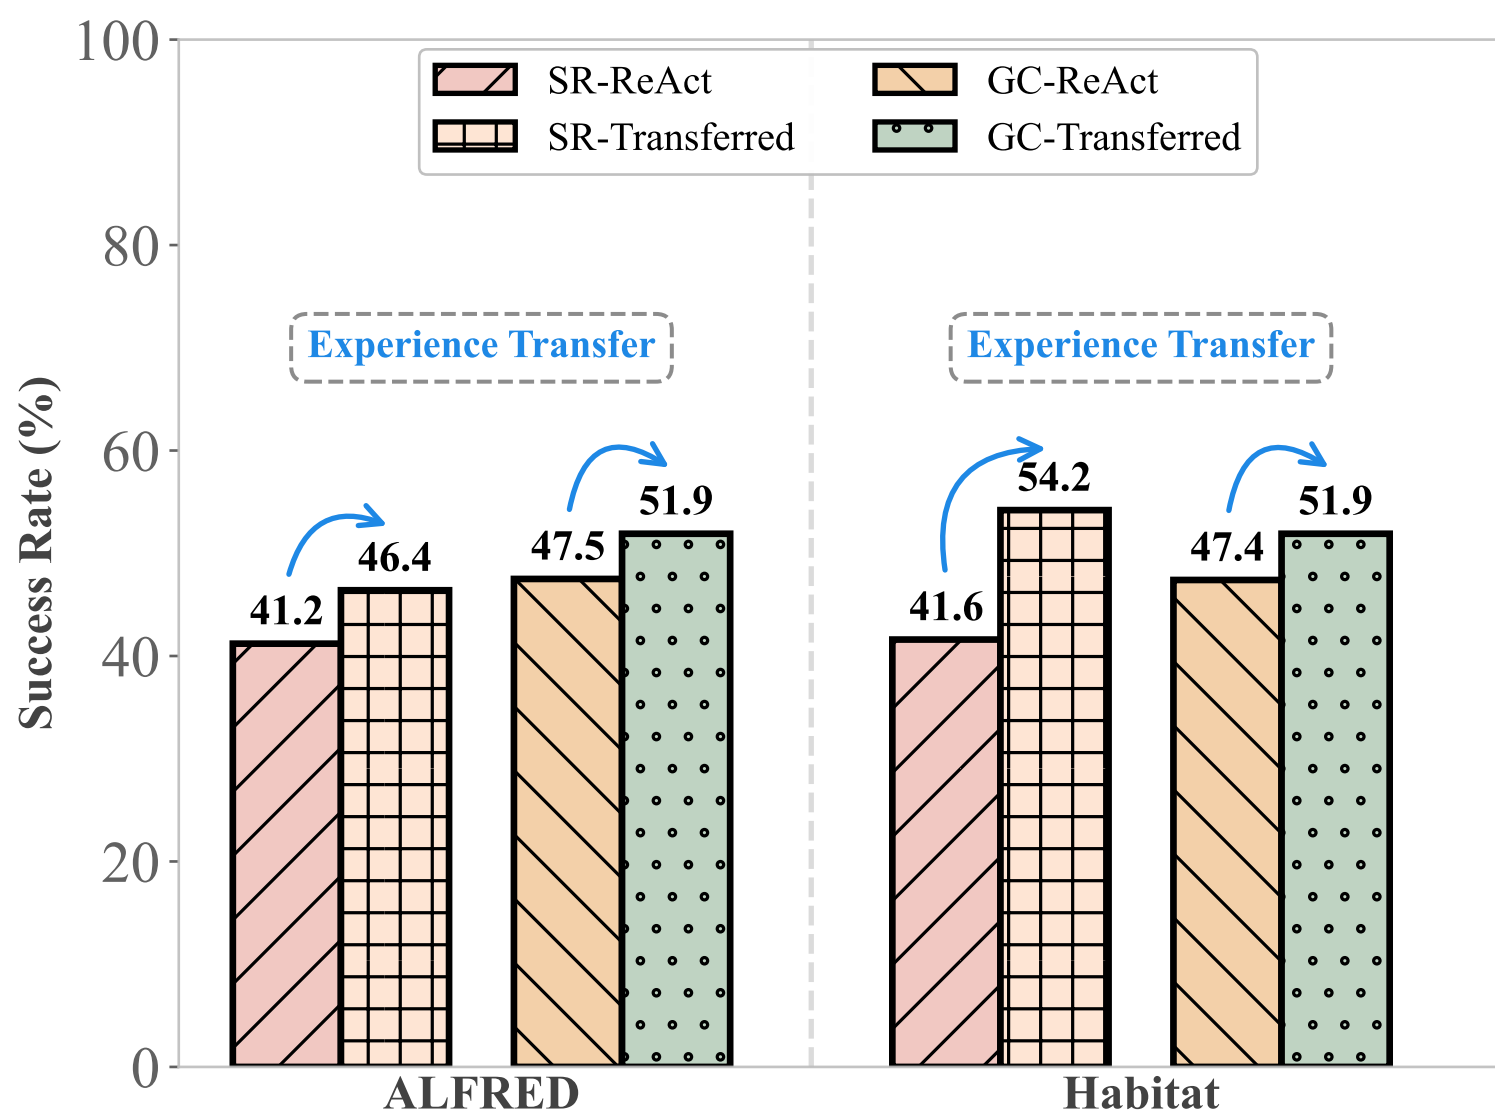 100
SR-ReAct
GC-ReAct
SR-Transferred
GC-Transferred
80
Experience Transfer
Experience Transfer
60
54.2
51.9
51.9
46.4
47.5
47.4
41.2
41.6
40
20
0
Success Rate (%)
ALFRED
Habitat